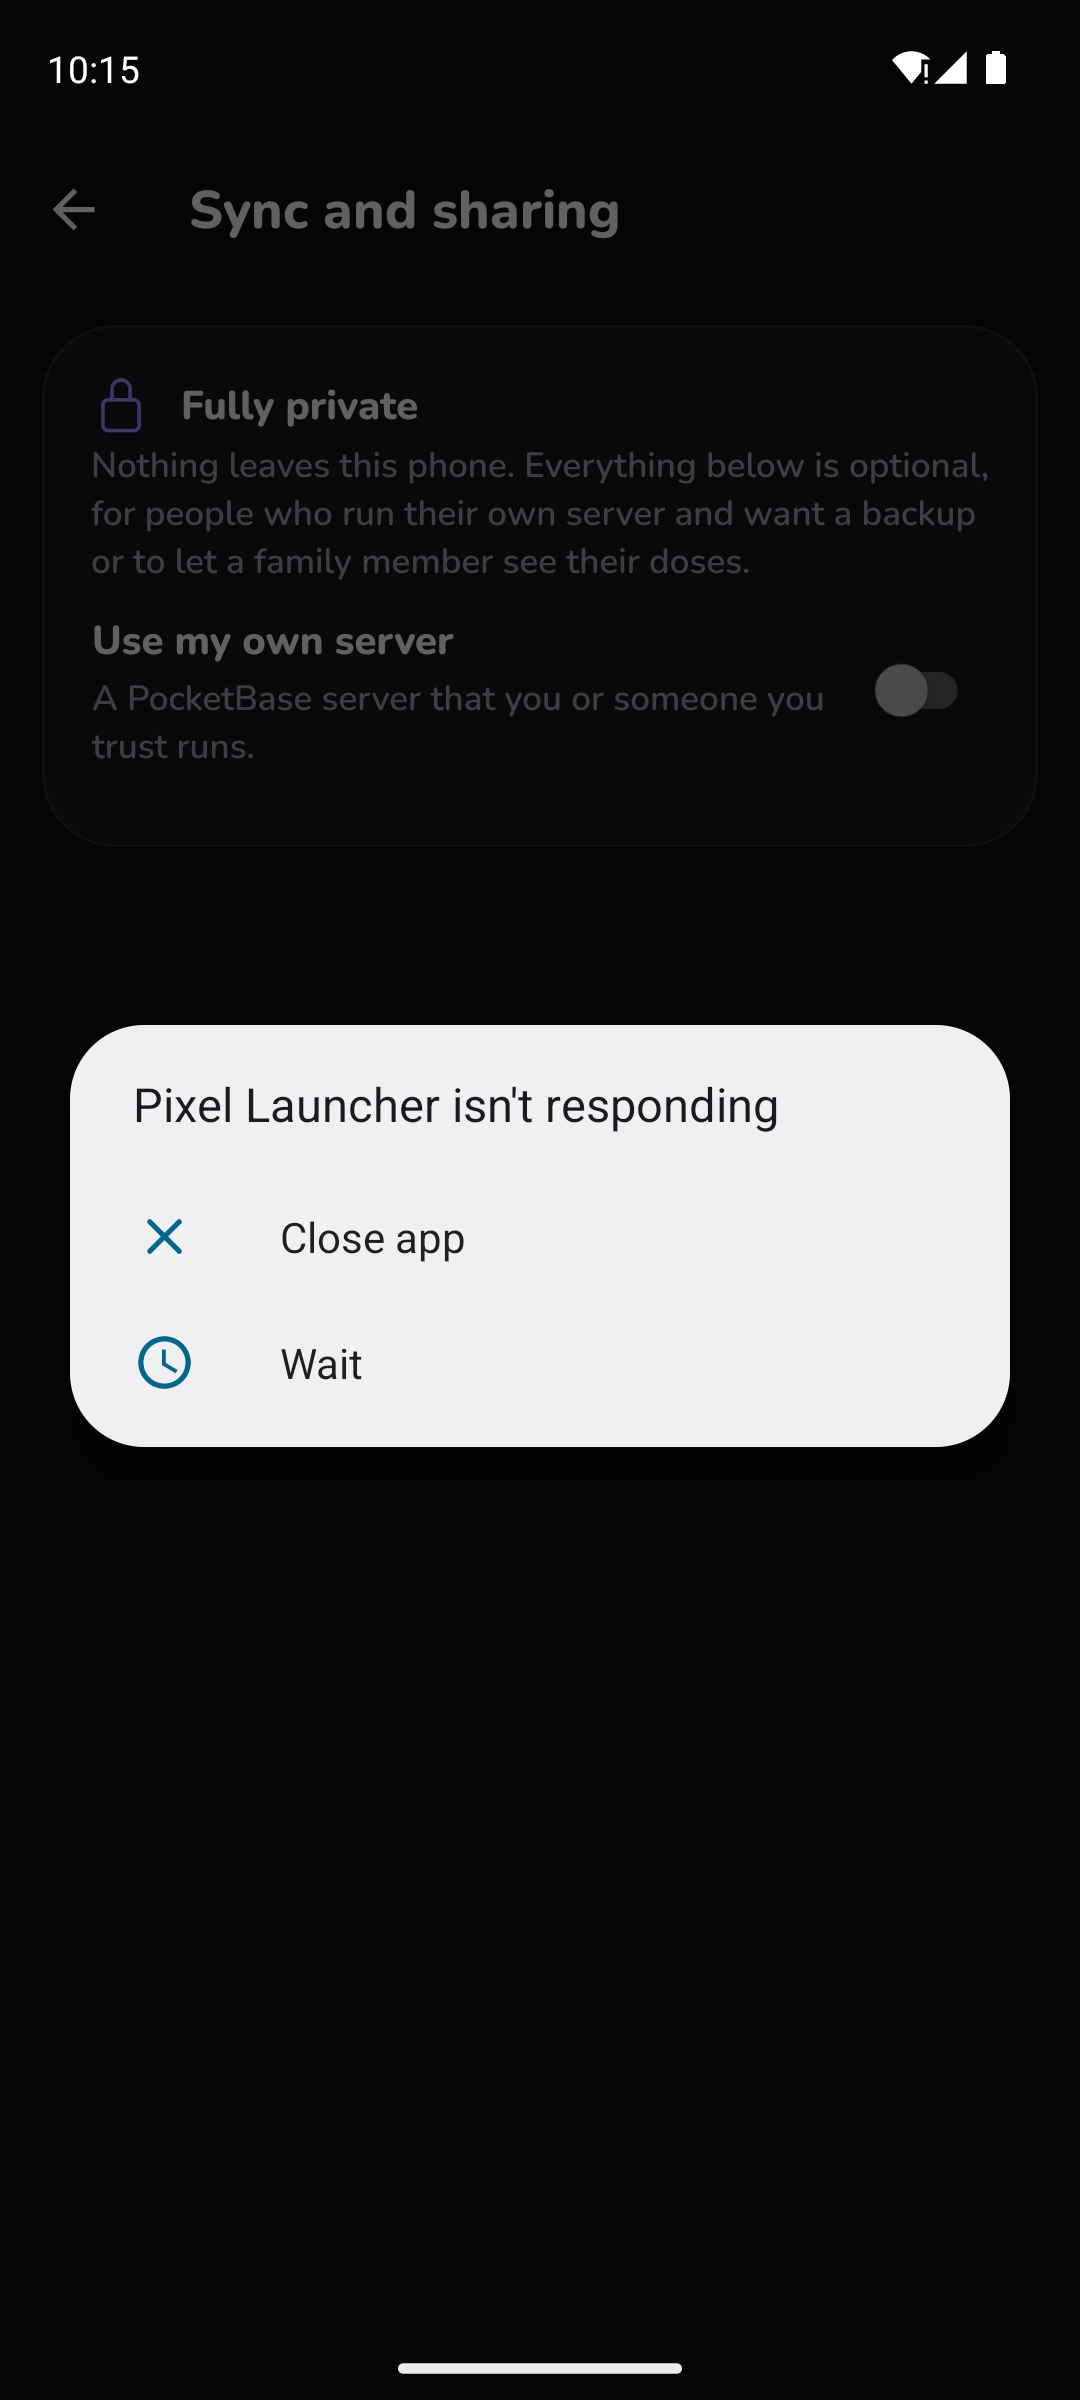 10:15
Sync and sharing
Fully private
Nothing leaves this phone. Everything below is optional,
for people who run their own server and want a backup
or to let a family member see their doses.
Use my own server
A PocketBase server that you or someone you
trust runs.
Pixel Launcher isn't responding
Close app
Wait